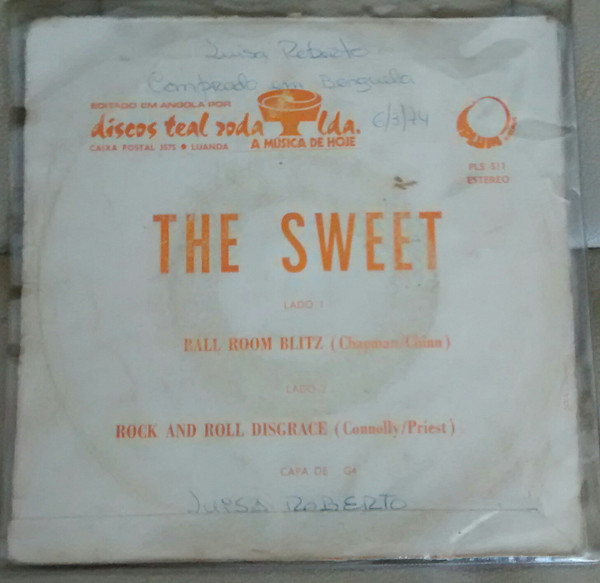 Luisa Roberto
Comprado em Benguela
EDITADO EM ANGOLA POR
discos teal roda lda. 6/3/74
CAIXA POSTAL 3375 • LUANDA A MÚSICA DE HOJE
PLS 511
ESTEREO
THE SWEET
LADO 1
BALL ROOM BLITZ (Chapman/Chinn)
LADO 2
ROCK AND ROLL DISGRACE (Connolly/Priest)
CAPA DE G4
LUISA ROBERTO